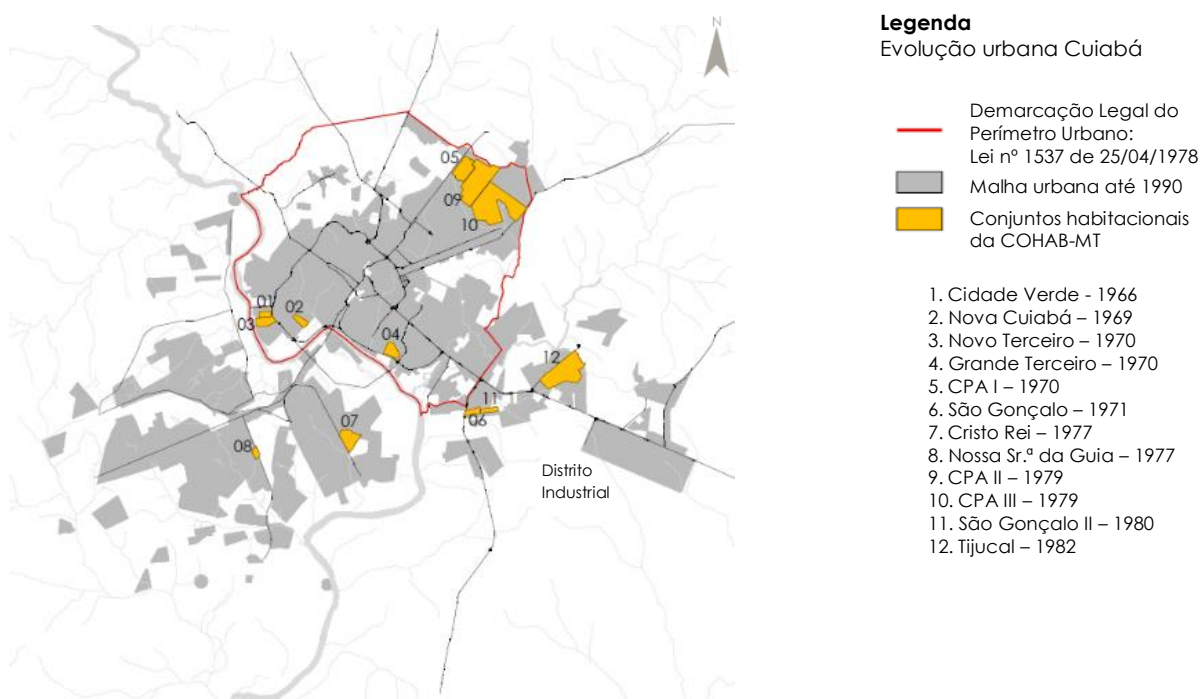 N
05
09
10
01
02
03
04
12
11
06
07
08
Distrito
Industrial
Legenda
Evolução urbana Cuiabá
Demarcação Legal do
Perímetro Urbano:
Lei nº 1537 de 25/04/1978
Malha urbana até 1990
Conjuntos habitacionais
da COHAB-MT
1. Cidade Verde - 1966
2. Nova Cuiabá – 1969
3. Novo Terceiro – 1970
4. Grande Terceiro – 1970
5. CPA I – 1970
6. São Gonçalo – 1971
7. Cristo Rei – 1977
8. Nossa Sr.ª da Guia – 1977
9. CPA II – 1979
10. CPA III – 1979
11. São Gonçalo II – 1980
12. Tijucal – 1982